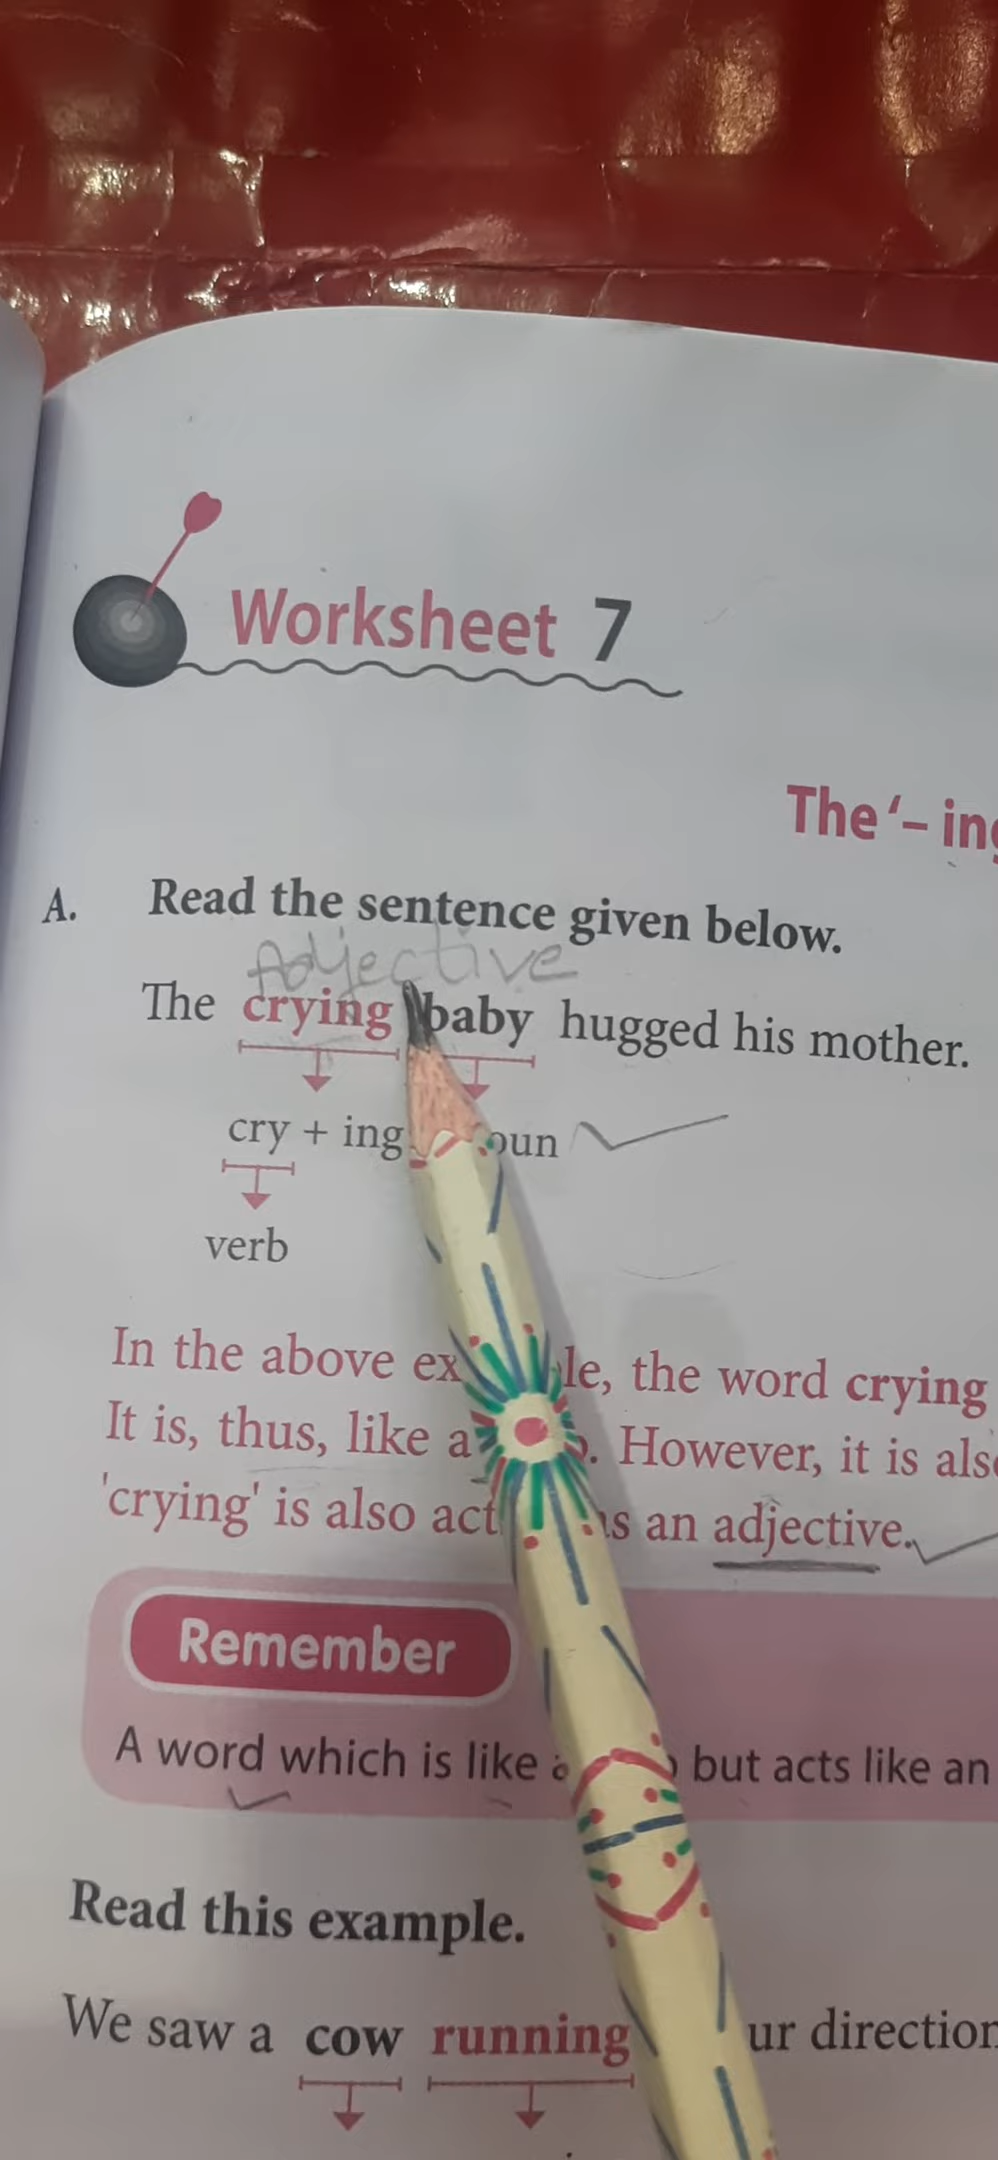 Worksheet 7
The '– ing
A. Read the sentence given below.
Adjective
The crying baby hugged his mother.
cry + ing oun
verb
In the above ex le, the word crying
It is, thus, like a . However, it is als
'crying' is also act s an adjective.
Remember
A word which is like but acts like an
Read this example.
We saw a cow running ur direction